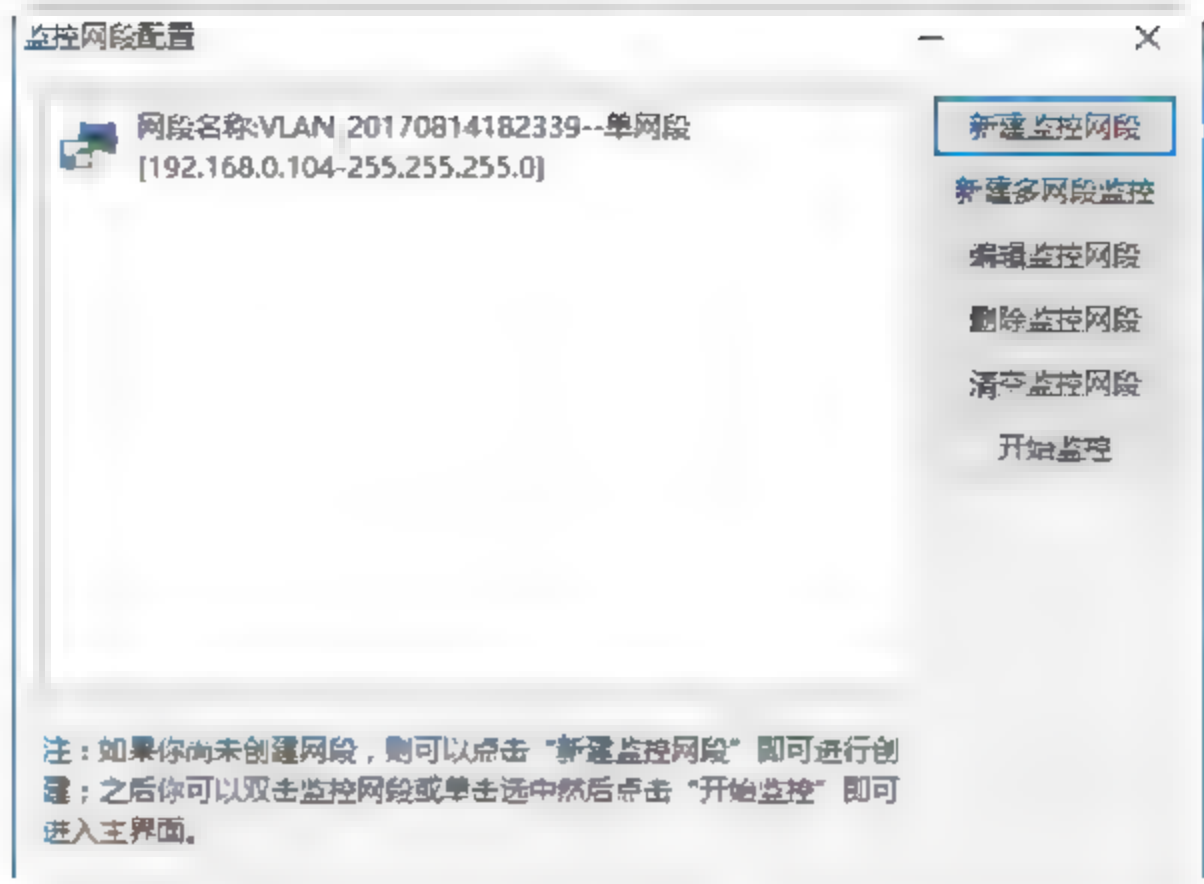 监控网段配置
网段名称:VLAN_20170814182339--单网段
[192.168.0.104-255.255.255.0]
新建监控网段
新建多网段监控
编辑监控网段
删除监控网段
清空监控网段
开始监控
注：如果你尚未创建网段，则可以点击“新建监控网段”即可进行创
建；之后你可以双击监控网段或单击选中然后点击“开始监控”即可
进入主界面。